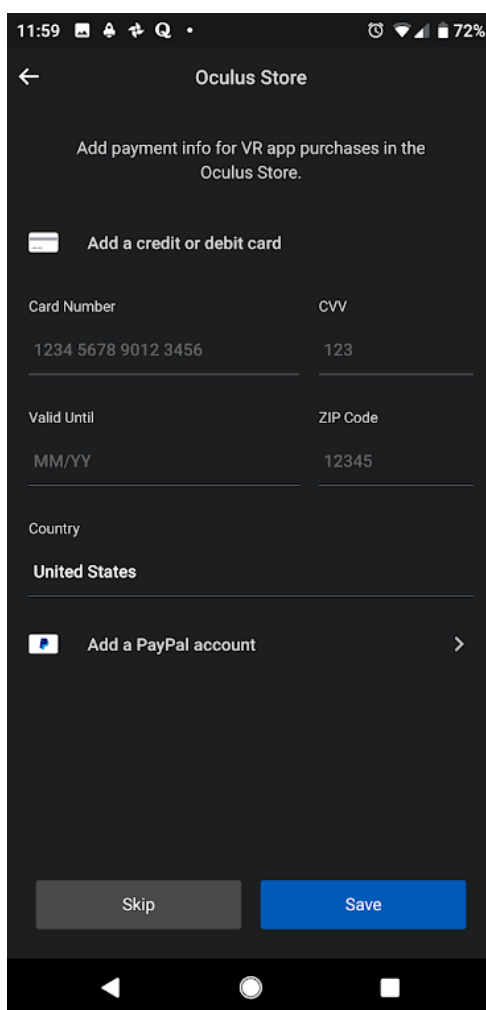 11:59 Q 72%
Oculus Store
Add payment info for VR app purchases in the
Oculus Store.
Add a credit or debit card
Card Number CVV
1234 5678 9012 3456 123
Valid Until ZIP Code
MM/YY 12345
Country
United States
Add a PayPal account
Skip Save